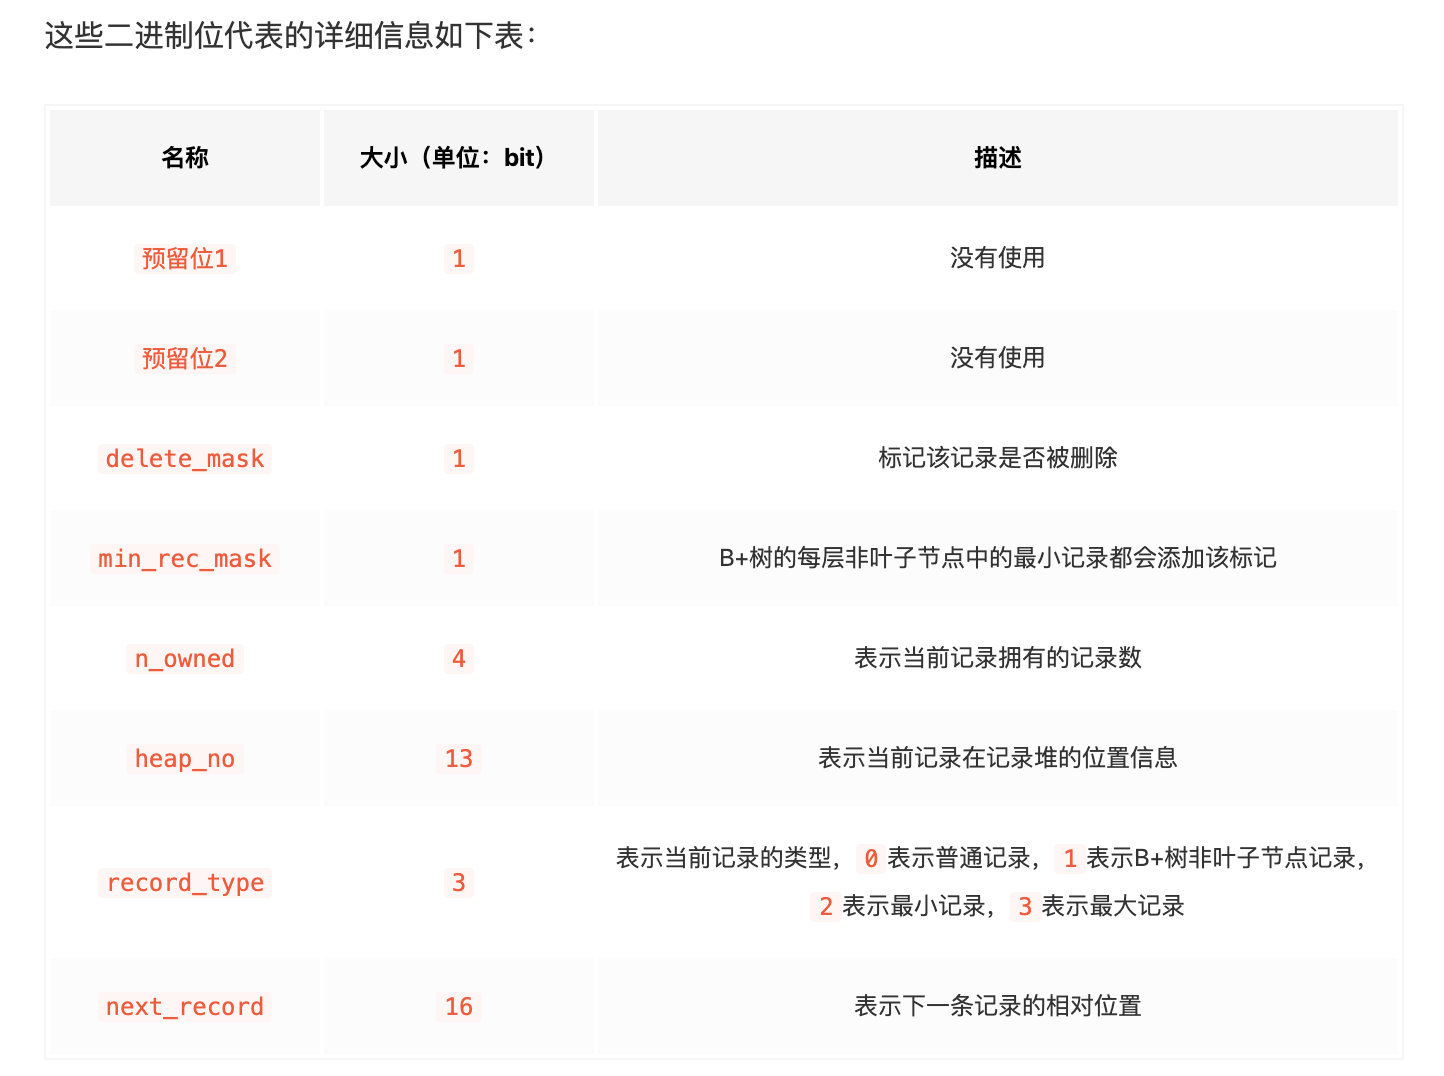 这些二进制位代表的详细信息如下表：
名称 大小（单位：bit） 描述
预留位1 1 没有使用
预留位2 1 没有使用
delete_mask 1 标记该记录是否被删除
min_rec_mask 1 B+树的每层非叶子节点中的最小记录都会添加该标记
n_owned 4 表示当前记录拥有的记录数
heap_no 13 表示当前记录在记录堆的位置信息
record_type 3 表示当前记录的类型，0表示普通记录，1表示B+树非叶子节点记录，
2表示最小记录，3表示最大记录
next_record 16 表示下一条记录的相对位置